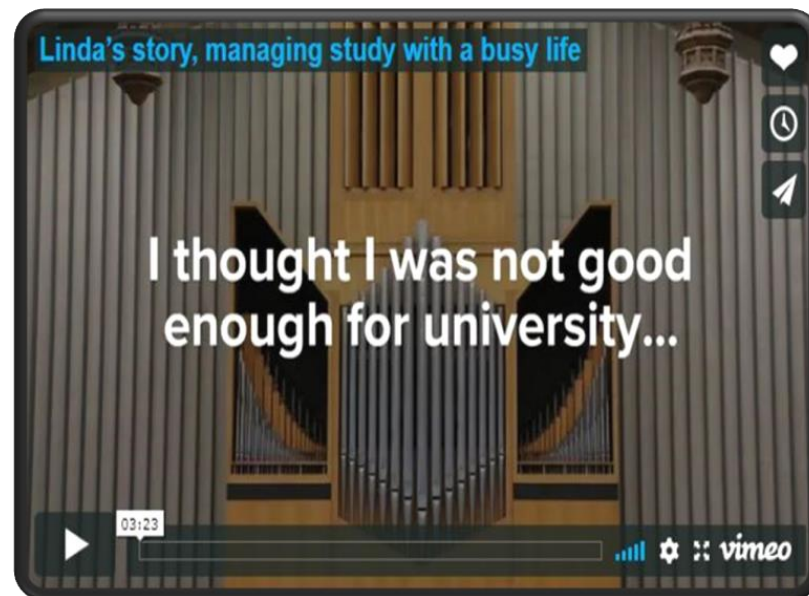 Linda's story, managing study with a busy life
I thought I was not good
enough for university...
03:23
vimeo